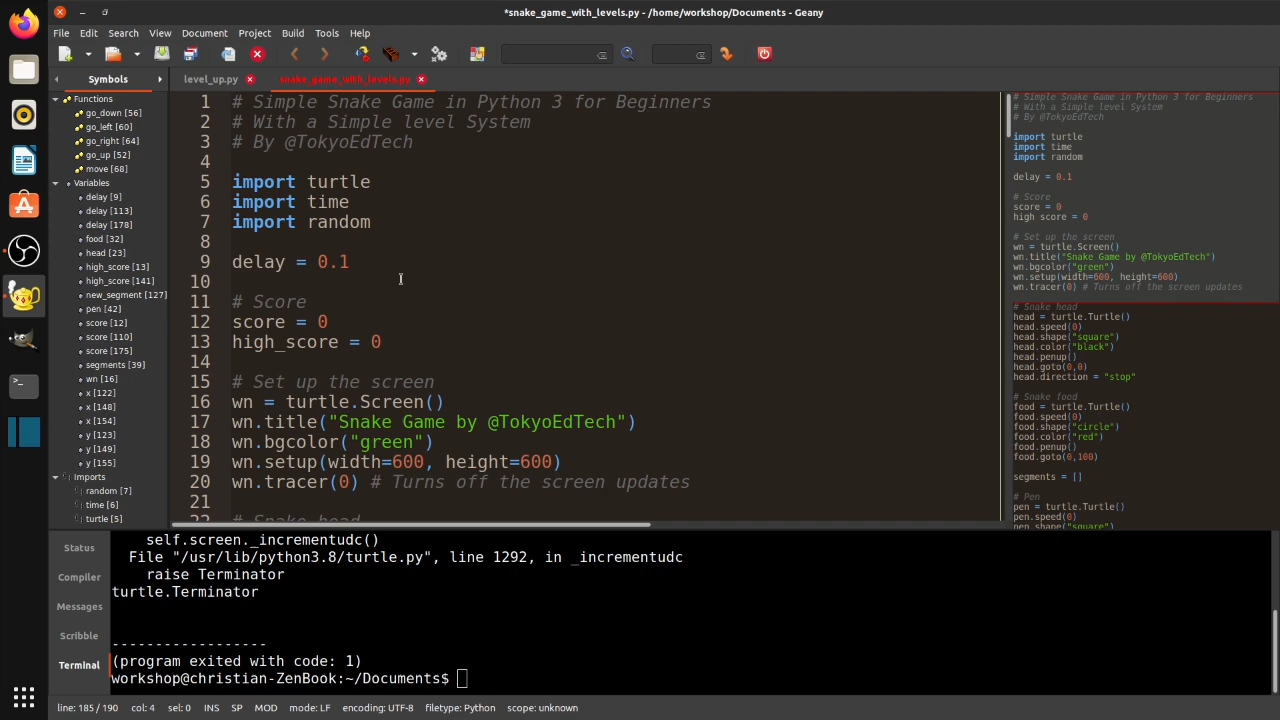 *snake_game_with_levels.py - /home/workshop/Documents - Geany
File Edit Search View Document Project Build Tools Help
Symbols
level_up.py
snake_game_with_levels.py
Functions
go_down [56]
go_left [60]
go_right [64]
go_up [52]
move [68]
Variables
delay [9]
delay [113]
delay [178]
food [32]
head [23]
high_score [13]
high_score [141]
new_segment [127]
pen [42]
score [12]
score [110]
score [175]
segments [39]
wn [16]
x [122]
x [148]
x [154]
y [123]
y [149]
y [155]
Imports
random [7]
time [6]
turtle [5]
1 # Simple Snake Game in Python 3 for Beginners
2 # With a Simple level System
3 # By @TokyoEdTech
4
5 import turtle
6 import time
7 import random
8
9 delay = 0.1
10
11 # Score
12 score = 0
13 high_score = 0
14
15 # Set up the screen
16 wn = turtle.Screen()
17 wn.title("Snake Game by @TokyoEdTech")
18 wn.bgcolor("green")
19 wn.setup(width=600, height=600)
20 wn.tracer(0) # Turns off the screen updates
21
22 # Snake head
# Simple Snake Game in Python 3 for Beginners
# With a Simple level System
# By @TokyoEdTech
import turtle
import time
import random
delay = 0.1
# Score
score = 0
high score = 0
# Set up the screen
wn = turtle.Screen()
wn.title("Snake Game by @TokyoEdTech")
wn.bgcolor("green")
wn.setup(width=600, height=600)
wn.tracer(0) # Turns off the screen updates
# Snake head
head = turtle.Turtle()
head.speed(0)
head.shape("square")
head.color("black")
head.penup()
head.goto(0,0)
head.direction = "stop"
# Snake food
food = turtle.Turtle()
food.speed(0)
food.shape("circle")
food.color("red")
food.penup()
food.goto(0,100)
segments = []
# Pen
pen = turtle.Turtle()
pen.speed(0)
pen.shape("square")
Status
Compiler
Messages
Scribble
Terminal
self.screen._incrementudc()
File "/usr/lib/python3.8/turtle.py", line 1292, in _incrementudc
raise Terminator
turtle.Terminator
------------------
(program exited with code: 1)
workshop@christian-ZenBook:~/Documents$
line: 185 / 190 col: 4 sel: 0 INS SP MOD mode: LF encoding: UTF-8 filetype: Python scope: unknown